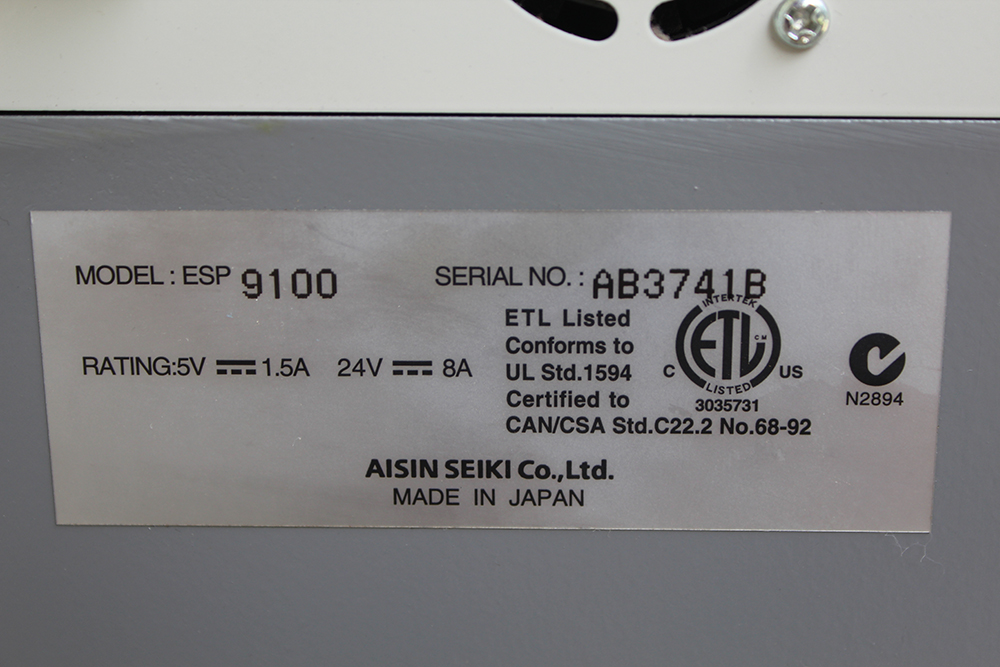 MODEL : ESP 9100 SERIAL NO. : AB3741B
RATING:5V ⎓ 1.5A 24V ⎓ 8A
ETL Listed
Conforms to
UL Std.1594
Certified to
CAN/CSA Std.C22.2 No.68-92
INTERTEK
ETL CM
C US
LISTED
3035731
N2894
AISIN SEIKI Co.,Ltd.
MADE IN JAPAN